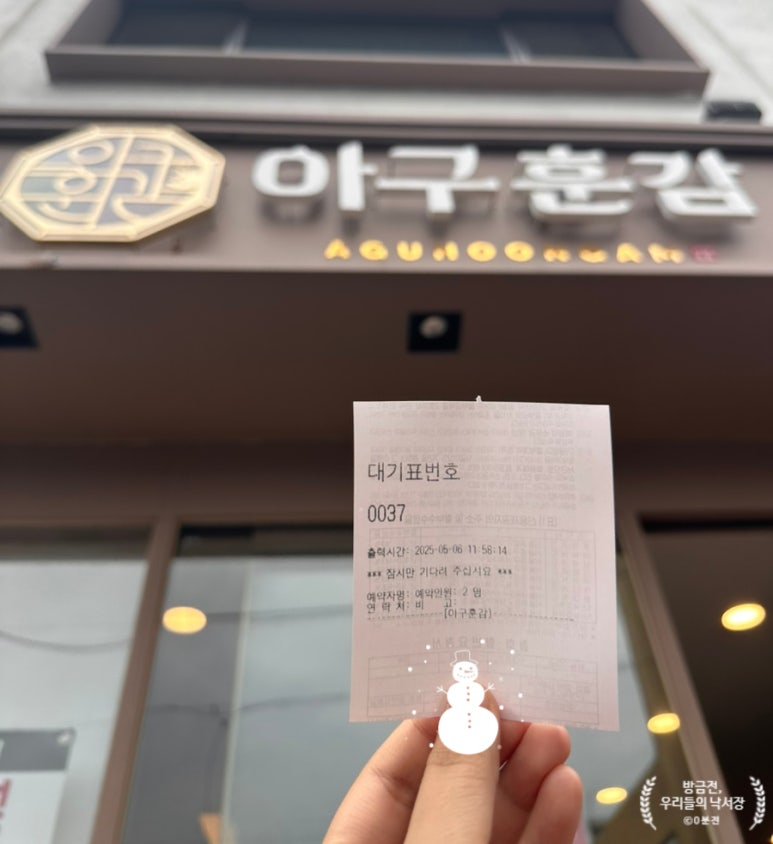 아구훈감
AGUHOONGAM
대기표번호
0037
출력시간: 2025-05-06 11:58:14
*** 잠시만 기다려 주십시요 ***
예약자명: 예약인원: 2 명
연 락 처: 비 고:
[아구훈감]
방금전,
우리들의 낙서장
©0분전